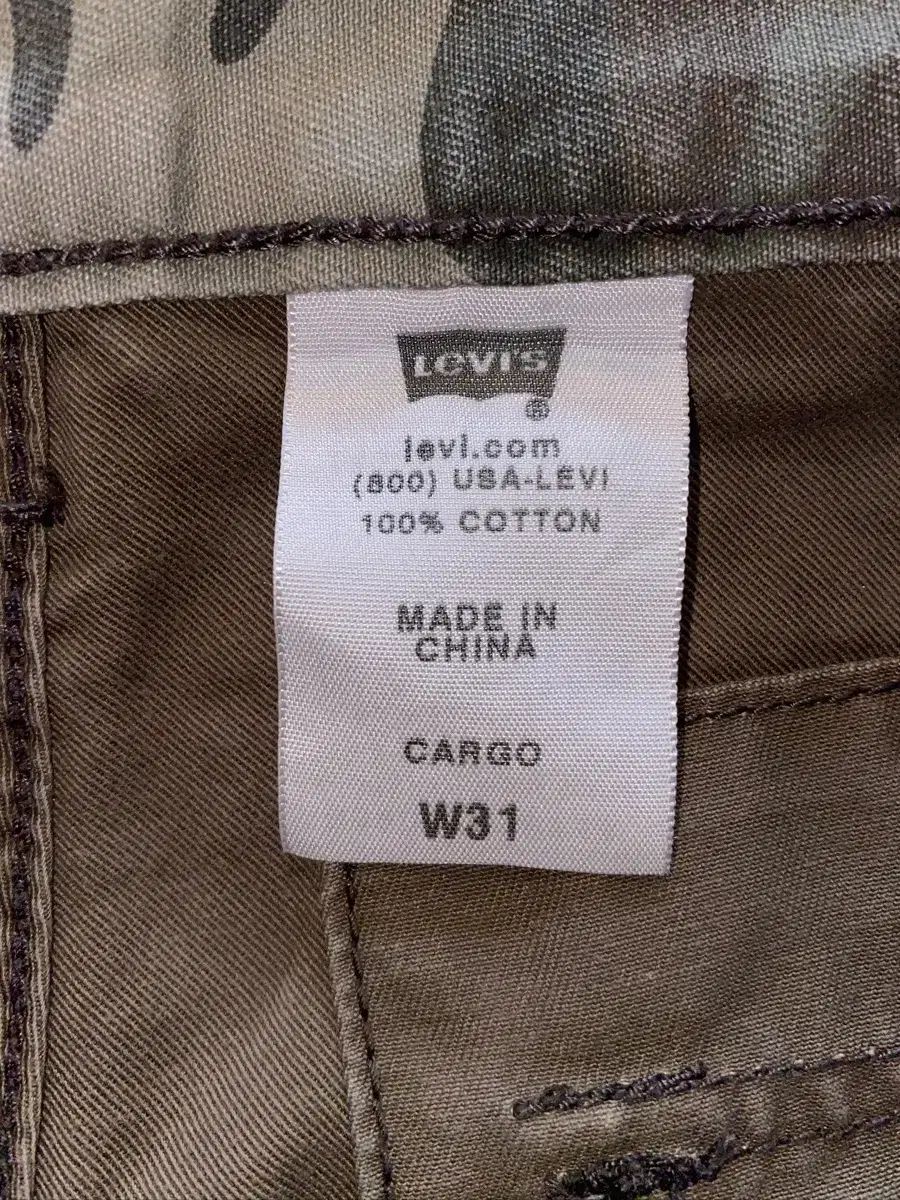 LEVI'S
®
levi.com
(800) USA-LEVI
100% COTTON
MADE IN
CHINA
CARGO
W31